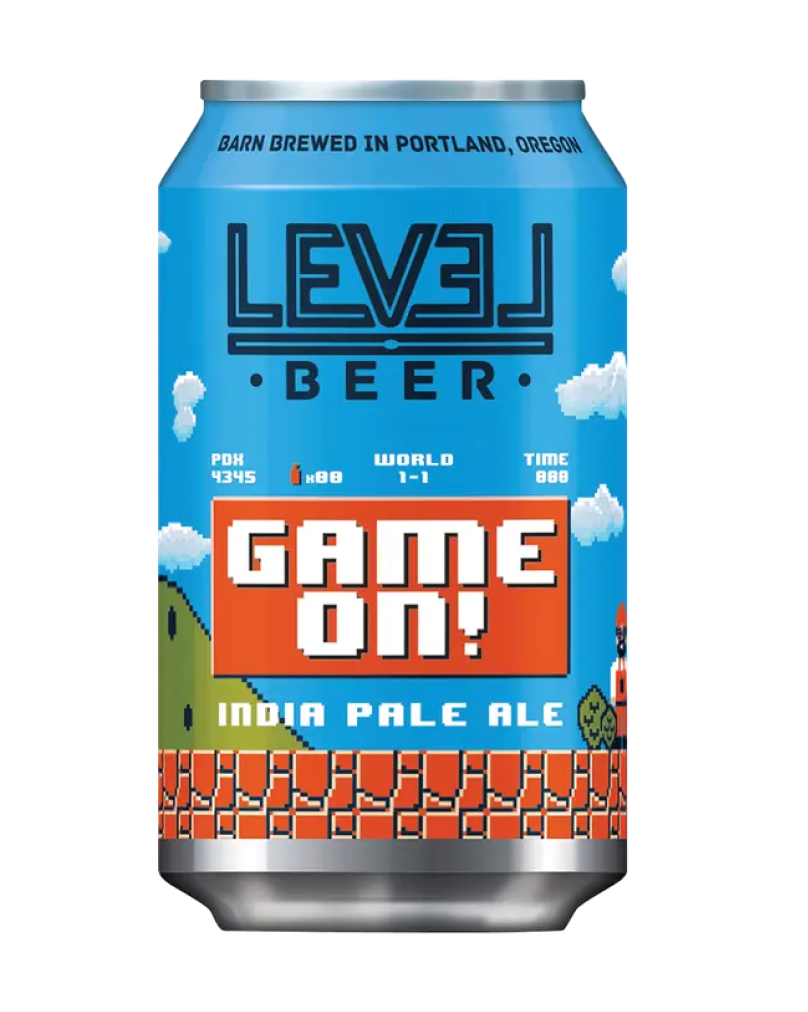 BARN BREWED IN PORTLAND, OREGON
LEVEL
• BEER •
PDX WORLD TIME
4345 x00 1-1 000
GAME
ON!
INDIA PALE ALE